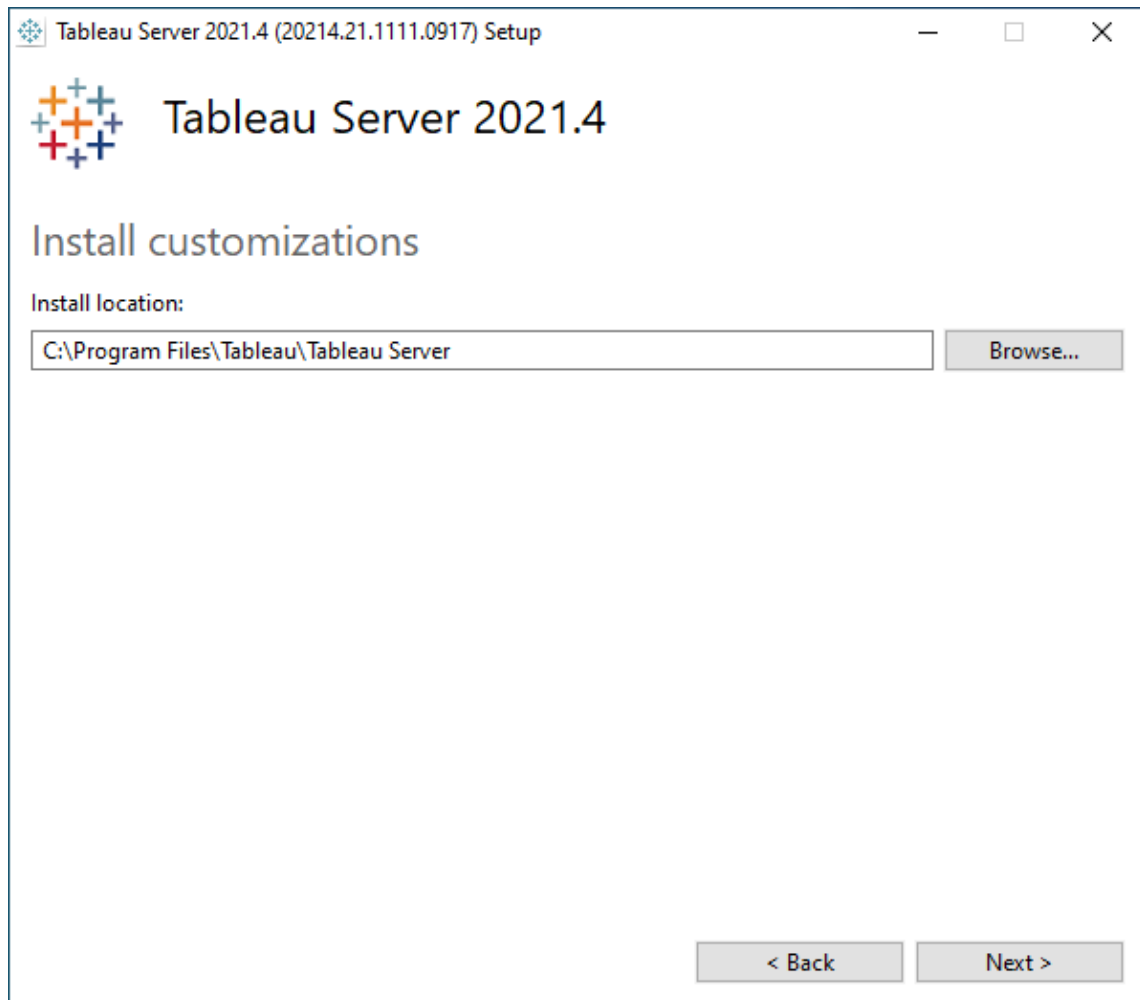 Tableau Server 2021.4 (20214.21.1111.0917) Setup
Tableau Server 2021.4
Install customizations
Install location:
C:\Program Files\Tableau\Tableau Server
Browse...
< Back
Next >